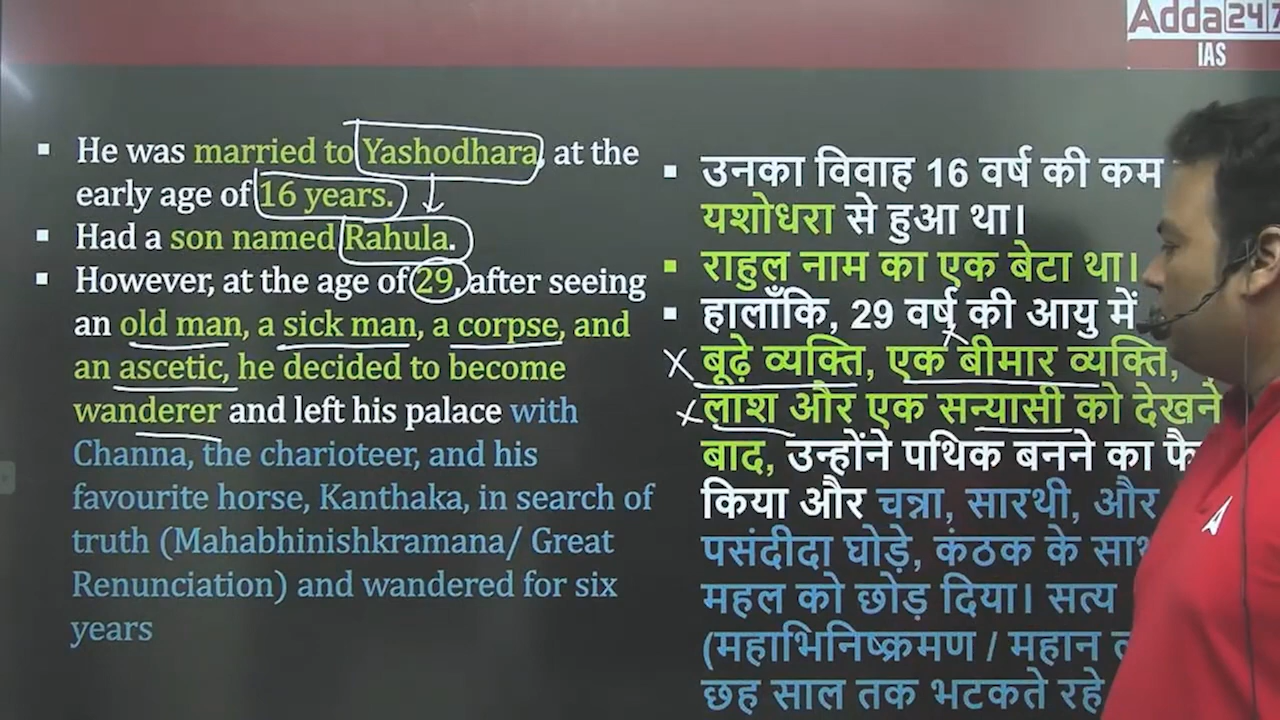 Adda247
IAS
▪ He was married to Yashodhara, at the
early age of 16 years.
▪ Had a son named Rahula.
▪ However, at the age of 29, after seeing
an old man, a sick man, a corpse, and
an ascetic, he decided to become
wanderer and left his palace with
Channa, the charioteer, and his
favourite horse, Kanthaka, in search of
truth (Mahabhinishkramana/ Great
Renunciation) and wandered for six
years
▪ उनका विवाह 16 वर्ष की कम
यशोधरा से हुआ था।
▪ राहुल नाम का एक बेटा था।
▪ हालाँकि, 29 वर्ष की आयु में
बूढ़े व्यक्ति, एक बीमार व्यक्ति,
लाश और एक सन्यासी को देखने
बाद, उन्होंने पथिक बनने का
किया और चन्ना, सारथी, और
पसंदीदा घोड़े, कंठक के
महल को छोड़ दिया। सत्य
(महाभिनिष्क्रमण / महान
छह साल तक भटकते रहे